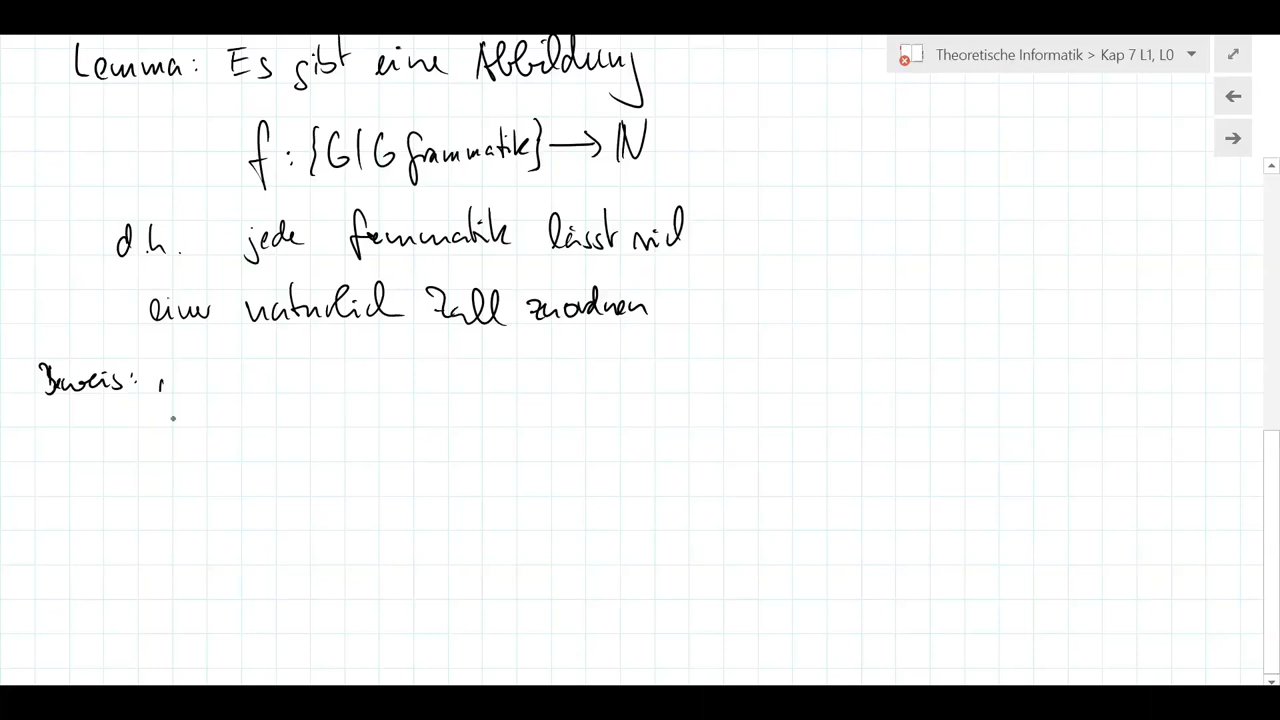 Lemma: Es gibt eine Abbildung
Theoretische Informatik > Kap 7 L1, L0
f : {G | G Grammatik} → ℕ
d.h. jede Grammatik lässt sich
einer natürlich Zahl zuordnen
Beweis: